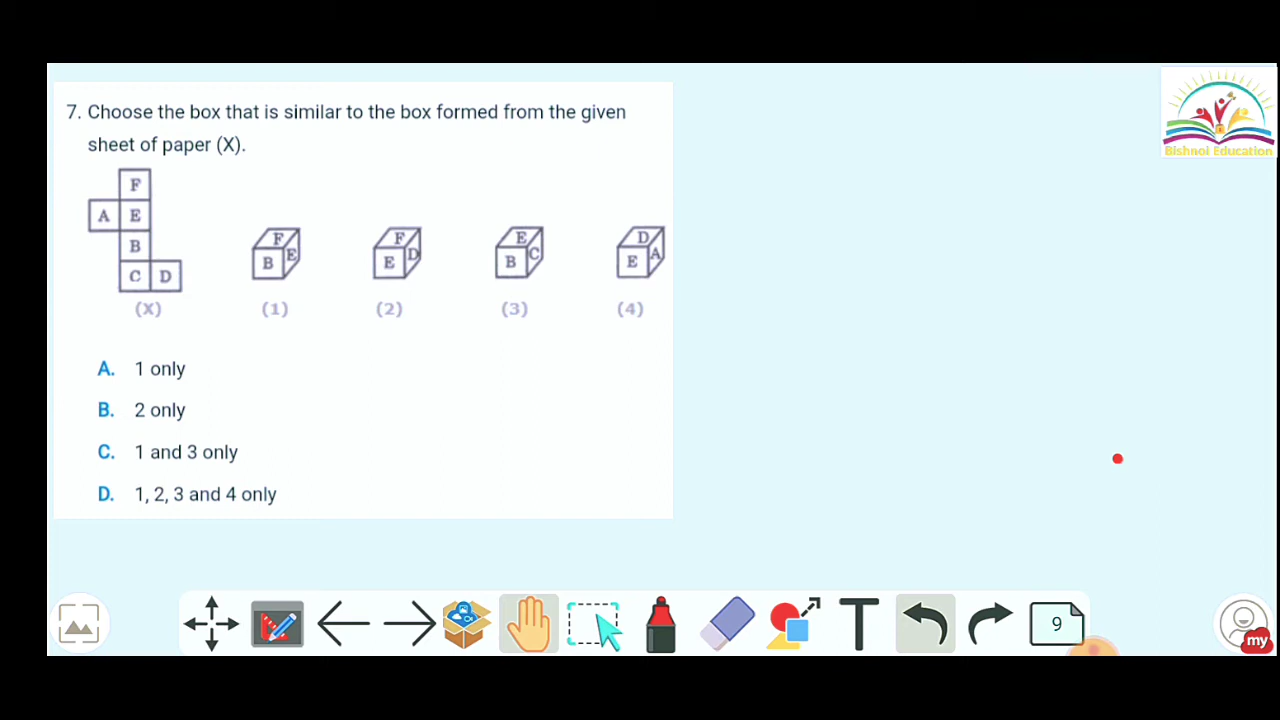 Bishnoi Education
7. Choose the box that is similar to the box formed from the given
sheet of paper (X).
F
A E
B
C D
F
B E
F
E D
E
B C
D
E A
(X) (1) (2) (3) (4)
A. 1 only
B. 2 only
C. 1 and 3 only
D. 1, 2, 3 and 4 only
T
9
my